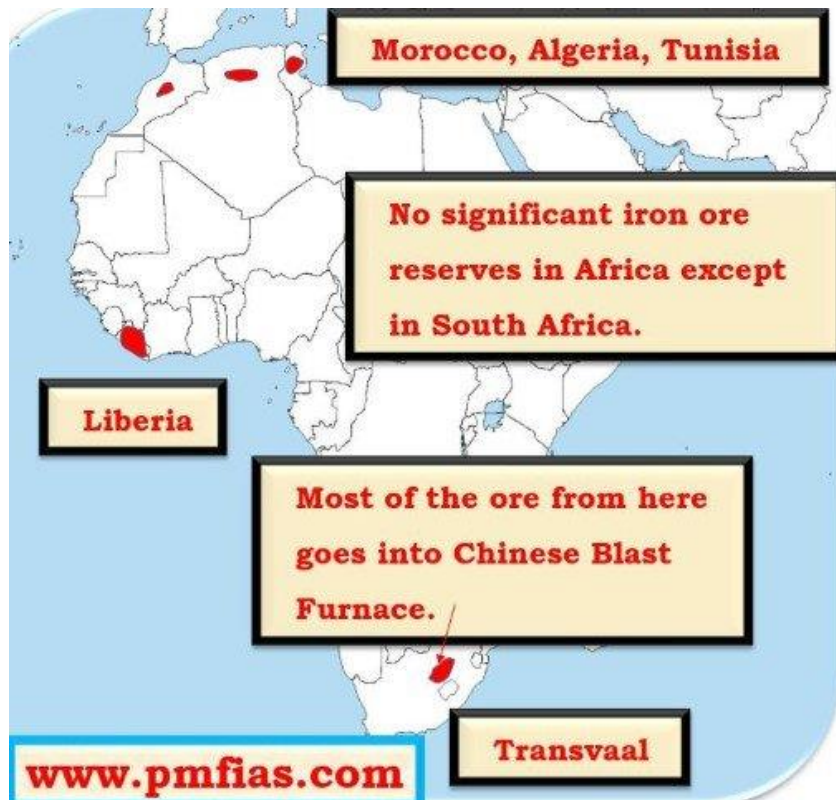 Morocco, Algeria, Tunisia
No significant iron ore
reserves in Africa except
in South Africa.
Liberia
Most of the ore from here
goes into Chinese Blast
Furnace.
Transvaal
www.pmfias.com